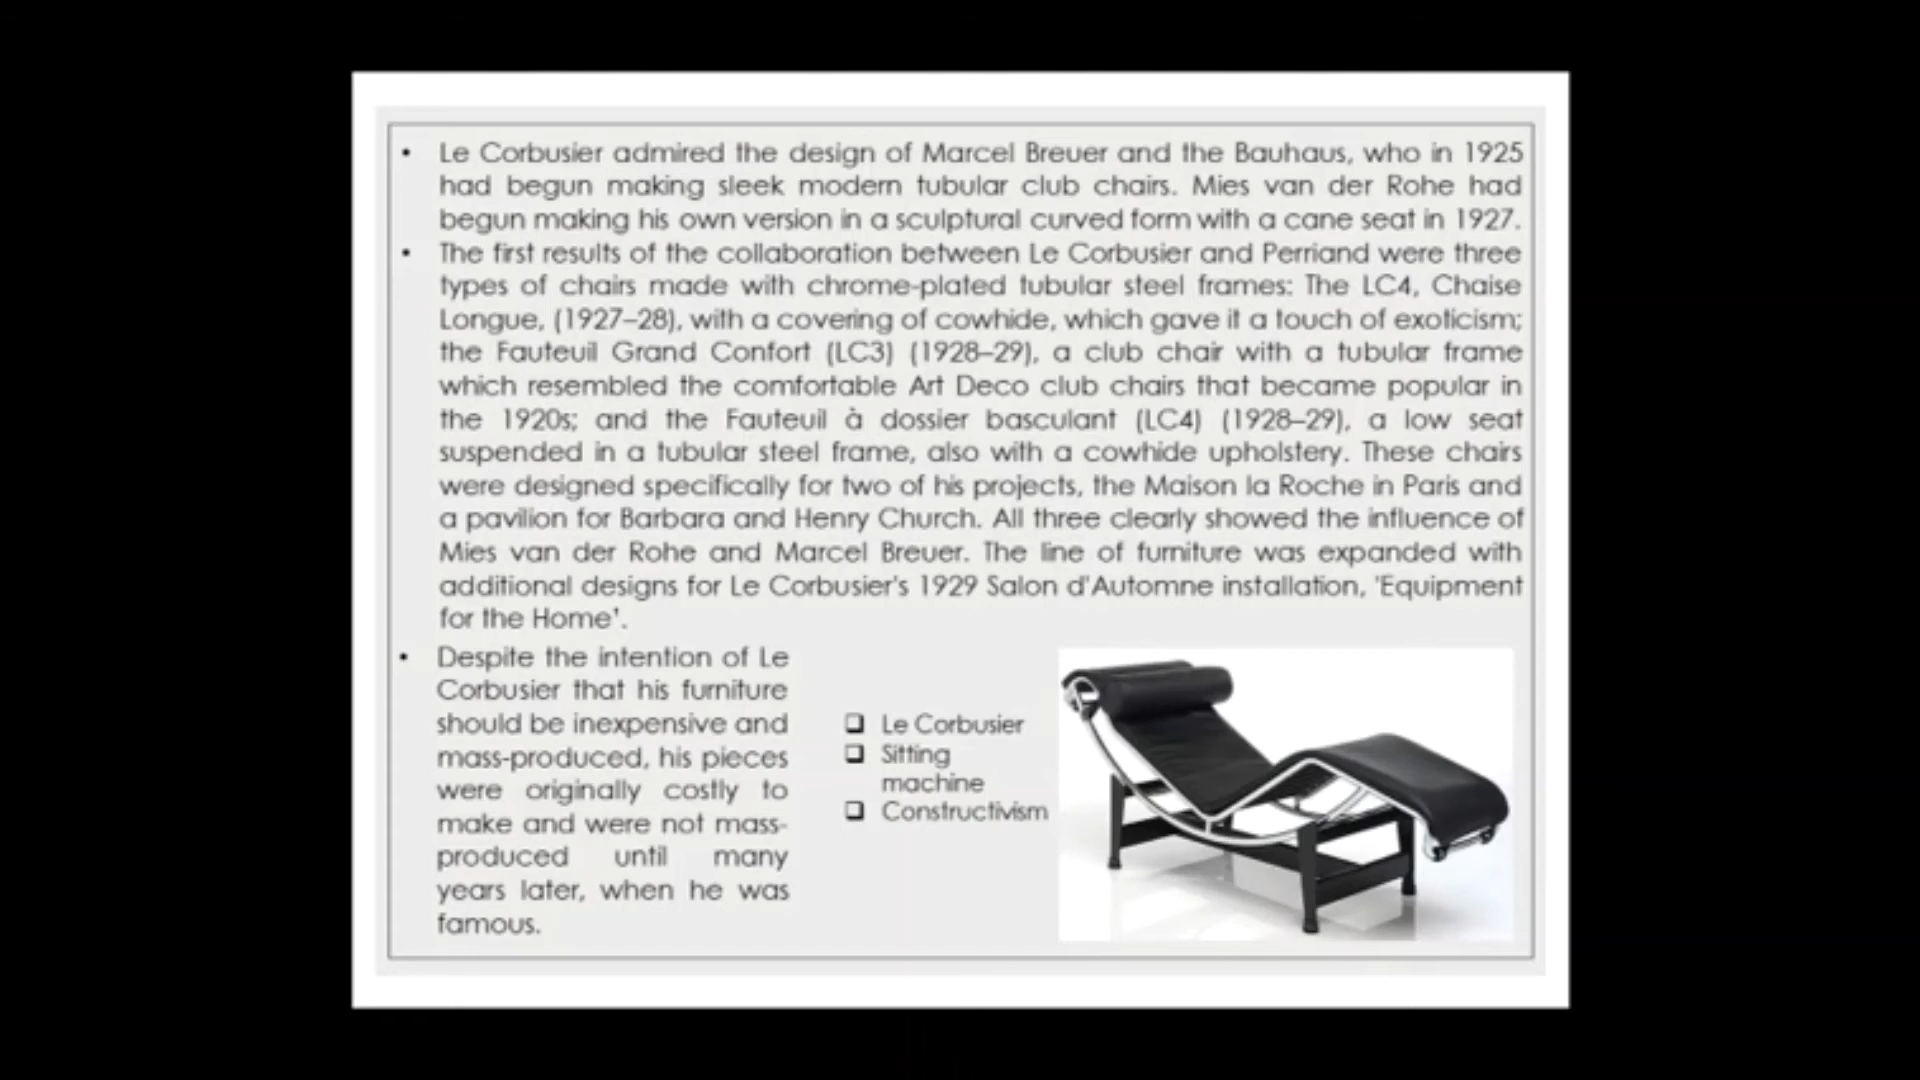 • Le Corbusier admired the design of Marcel Breuer and the Bauhaus, who in 1925
had begun making sleek modern tubular club chairs. Mies van der Rohe had
begun making his own version in a sculptural curved form with a cane seat in 1927.
• The first results of the collaboration between Le Corbusier and Perriand were three
types of chairs made with chrome-plated tubular steel frames: The LC4, Chaise
Longue, (1927–28), with a covering of cowhide, which gave it a touch of exoticism;
the Fauteuil Grand Confort (LC3) (1928–29), a club chair with a tubular frame
which resembled the comfortable Art Deco club chairs that became popular in
the 1920s; and the Fauteuil à dossier basculant (LC4) (1928–29), a low seat
suspended in a tubular steel frame, also with a cowhide upholstery. These chairs
were designed specifically for two of his projects, the Maison la Roche in Paris and
a pavilion for Barbara and Henry Church. All three clearly showed the influence of
Mies van der Rohe and Marcel Breuer. The line of furniture was expanded with
additional designs for Le Corbusier's 1929 Salon d'Automne installation, 'Equipment
for the Home’.
• Despite the intention of Le
Corbusier that his furniture
should be inexpensive and
mass-produced, his pieces
were originally costly to
make and were not mass-
produced until many
years later, when he was
famous.
❑ Le Corbusier
❑ Sitting
machine
❑ Constructivism